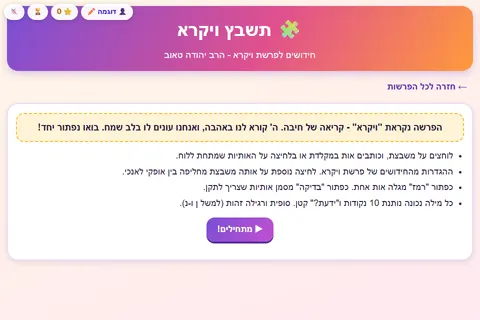 דוגמה
0
תשבץ ויקרא
חידושים לפרשת ויקרא - הרב יהודה טאוב
← חזרה לכל הפרשות
הפרשה נקראת "ויקרא" - קריאה של חיבה. ה' קורא לנו באהבה, ואנחנו עונים לו בלב שמח. בואו נפתור יחד!
• לוחצים על משבצת, וכותבים אות במקלדת או בלחיצה על האותיות שמתחת ללוח.
• ההגדרות מהחידושים של פרשת ויקרא. לחיצה נוספת על אותה משבצת מחליפה בין אופקי לאנכי.
• כפתור "רמז" מגלה אות אחת. כפתור "בדיקה" מסמן אותיות שצריך לתקן.
• כל מילה נכונה נותנת 10 נקודות ו"ידעת?" קטן. סופית ורגילה זהות (למשל ן ו-נ).
▶ מתחילים!